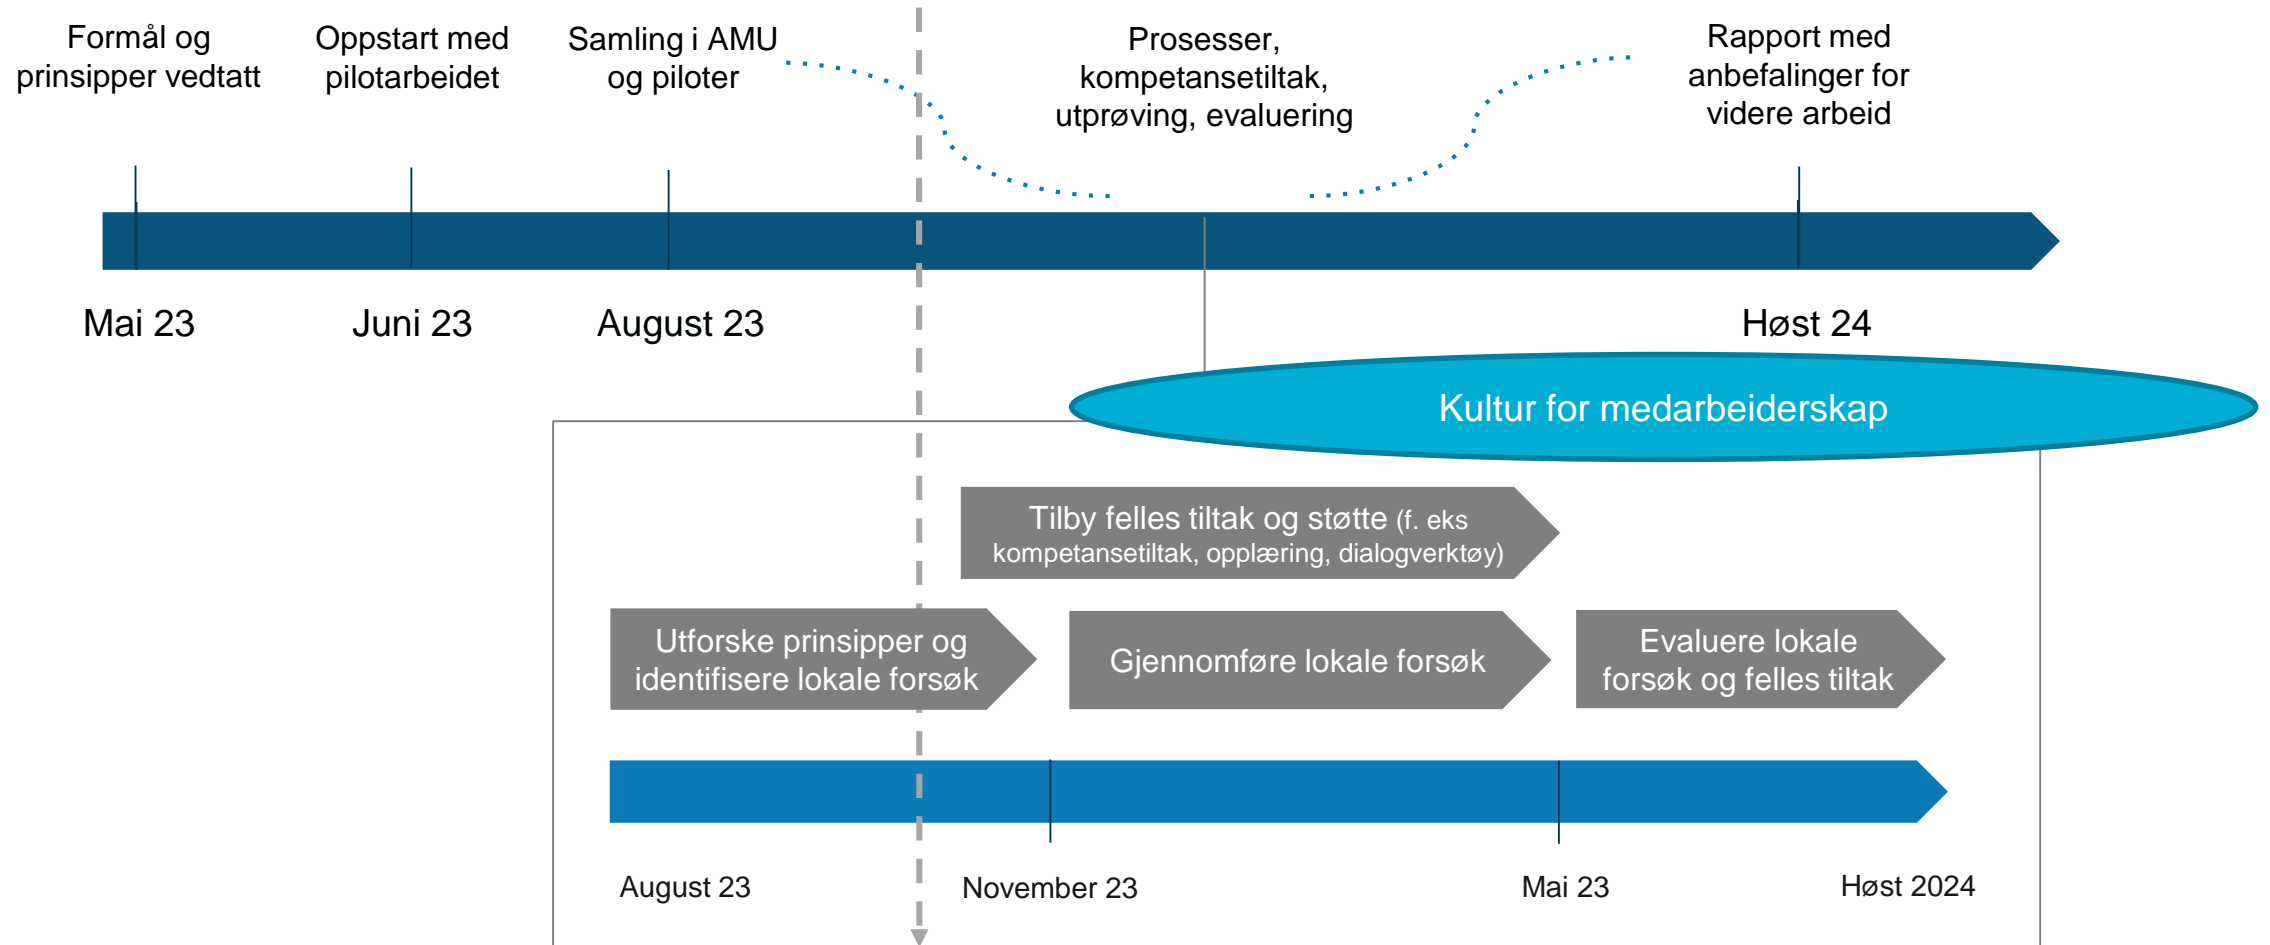 Formål og
prinsipper vedtatt
Oppstart med
pilotarbeidet
Samling i AMU
og piloter
Prosesser,
kompetansetiltak,
utprøving, evaluering
Rapport med
anbefalinger for
videre arbeid
Mai 23
Juni 23
August 23
Høst 24
Kultur for medarbeiderskap
Tilby felles tiltak og støtte (f. eks
kompetansetiltak, opplæring, dialogverktøy)
Utforske prinsipper og
identifisere lokale forsøk
Gjennomføre lokale forsøk
Evaluere lokale
forsøk og felles tiltak
August 23
November 23
Mai 23
Høst 2024